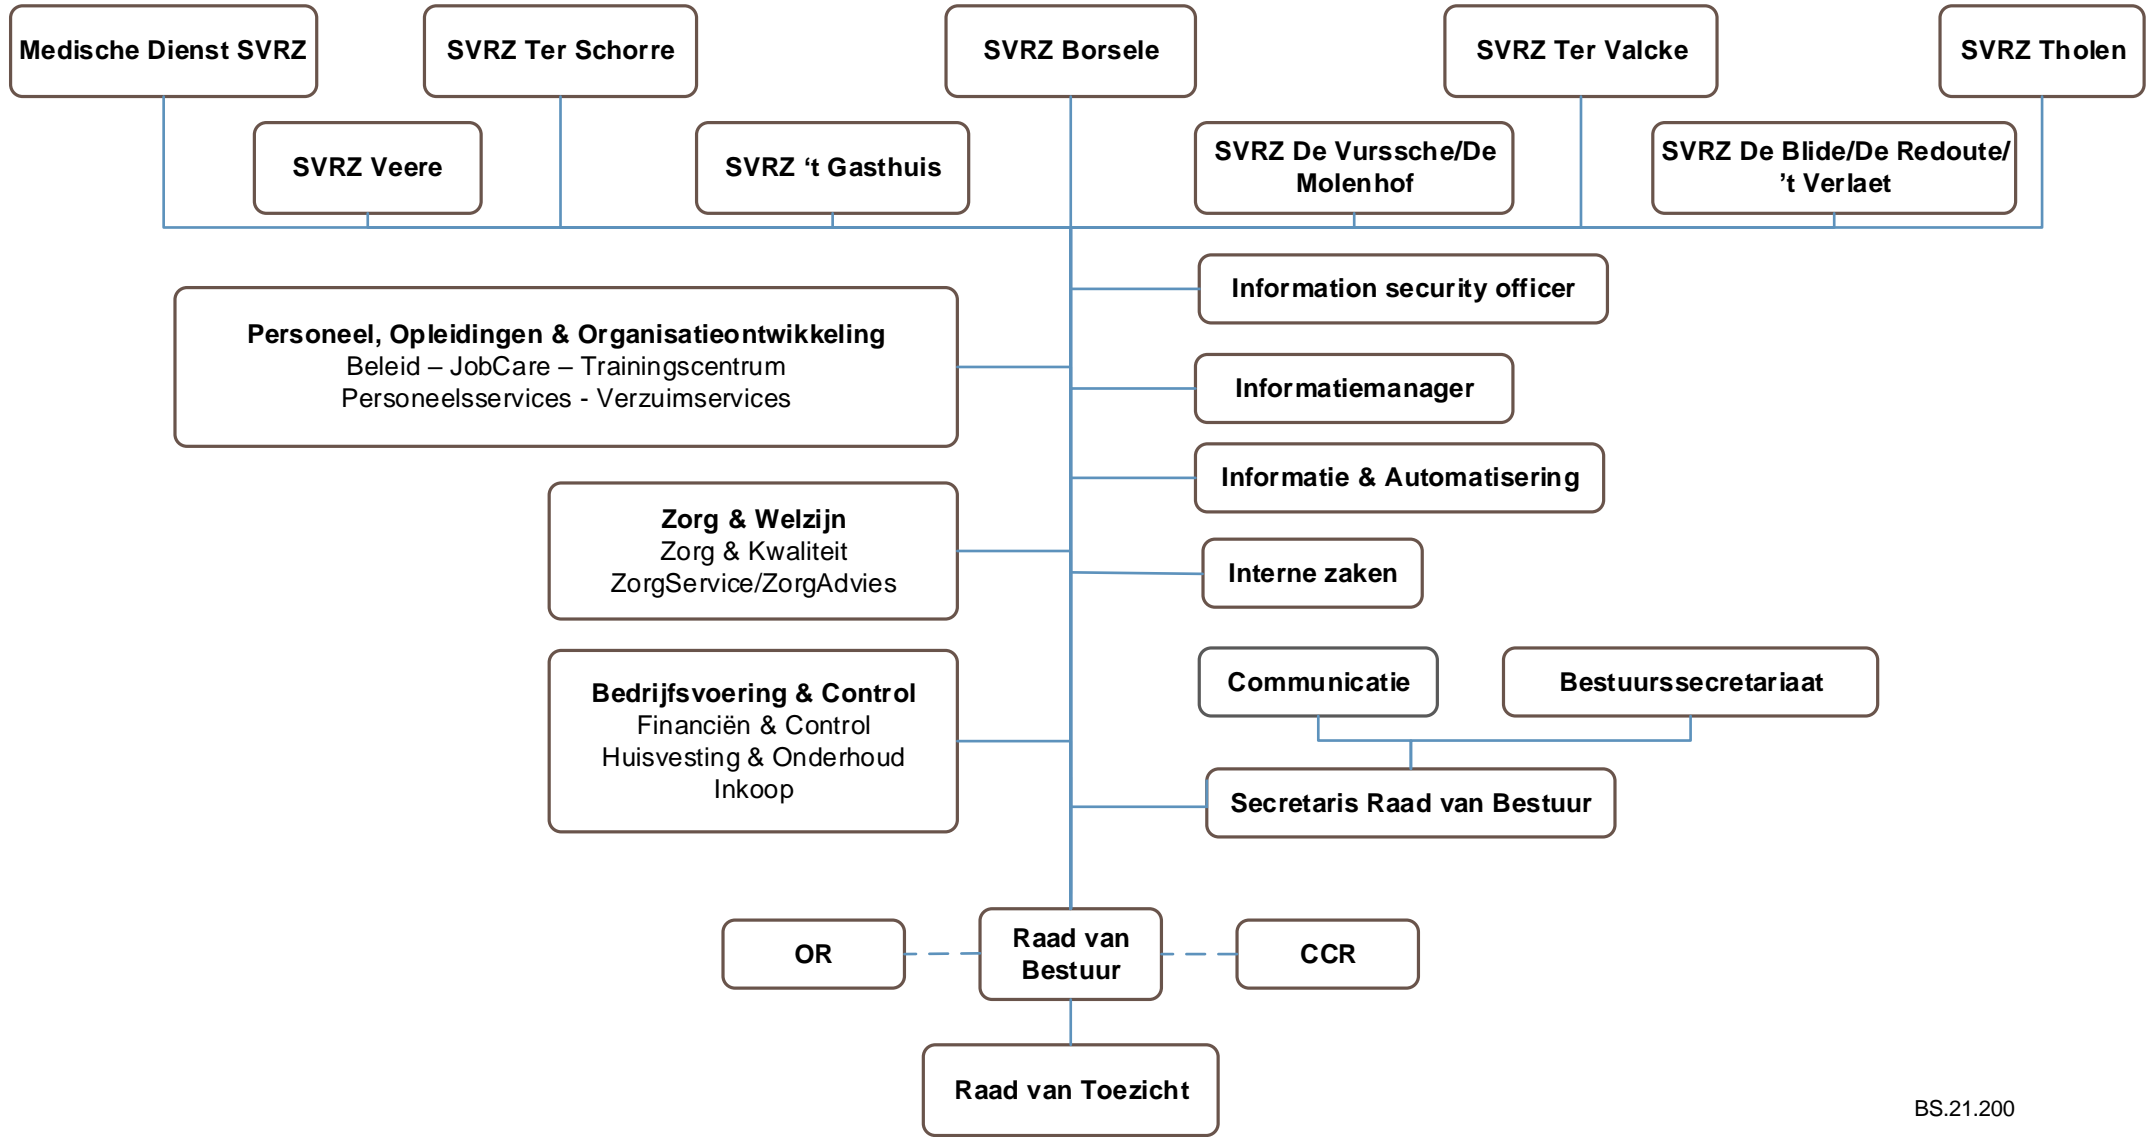 Medische Dienst SVRZ
SVRZ Ter Schorre
SVRZ Borsele
SVRZ Ter Valcke
SVRZ Tholen
SVRZ Veere
SVRZ ‘t Gasthuis
SVRZ De Vurssche/De
Molenhof
SVRZ De Blide/De Redoute/
’t Verlaet
Information security officer
Personeel, Opleidingen & Organisatieontwikkeling
Beleid – JobCare – Trainingscentrum
Personeelsservices - Verzuimservices
Informatiemanager
Informatie & Automatisering
Zorg & Welzijn
Zorg & Kwaliteit
ZorgService/ZorgAdvies
Interne zaken
Bedrijfsvoering & Control
Financiën & Control
Huisvesting & Onderhoud
Inkoop
Communicatie
Bestuurssecretariaat
Secretaris Raad van Bestuur
OR
Raad van
Bestuur
CCR
Raad van Toezicht
BS.21.200